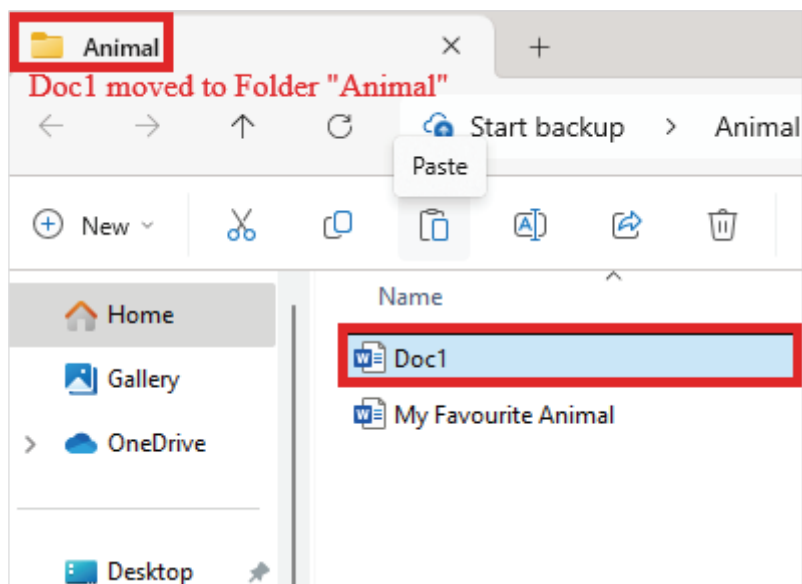 Animal
Doc1 moved to Folder "Animal"
Start backup > Animal
Paste
New
Name
Home
Doc1
Gallery
My Favourite Animal
OneDrive
Desktop